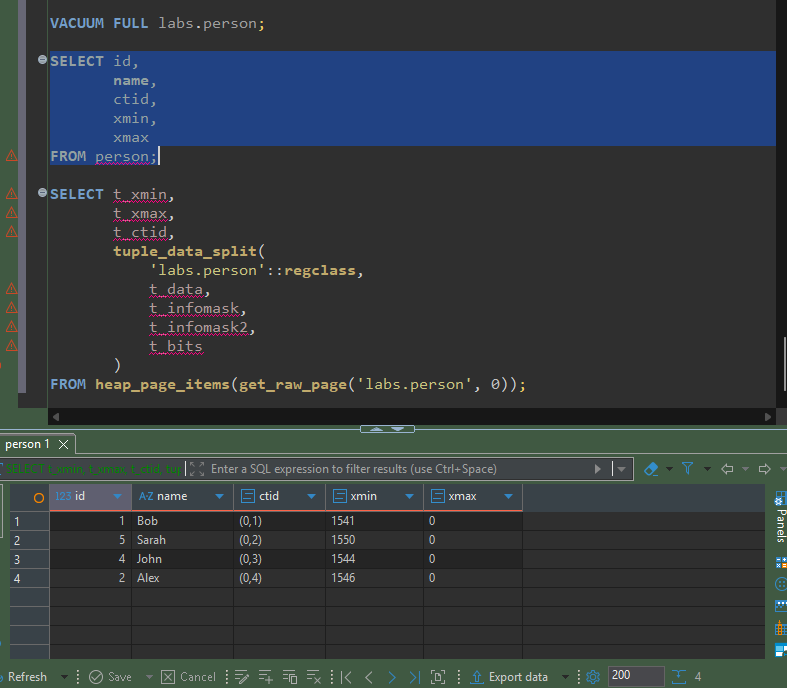 VACUUM FULL labs.person;
SELECT id,
name,
ctid,
xmin,
xmax
FROM person;
SELECT t_xmin,
t_xmax,
t_ctid,
tuple_data_split(
'labs.person'::regclass,
t_data,
t_infomask,
t_infomask2,
t_bits
)
FROM heap_page_items(get_raw_page('labs.person', 0));
person 1
SELECT t_xmin, t_xmax, t_ctid, tup Enter a SQL expression to filter results (use Ctrl+Space)
123 id A-Z name ctid xmin xmax
1 1 Bob (0,1) 1541 0
2 5 Sarah (0,2) 1550 0
3 4 John (0,3) 1544 0
4 2 Alex (0,4) 1546 0
Panels
Refresh Save Cancel Export data 200 4